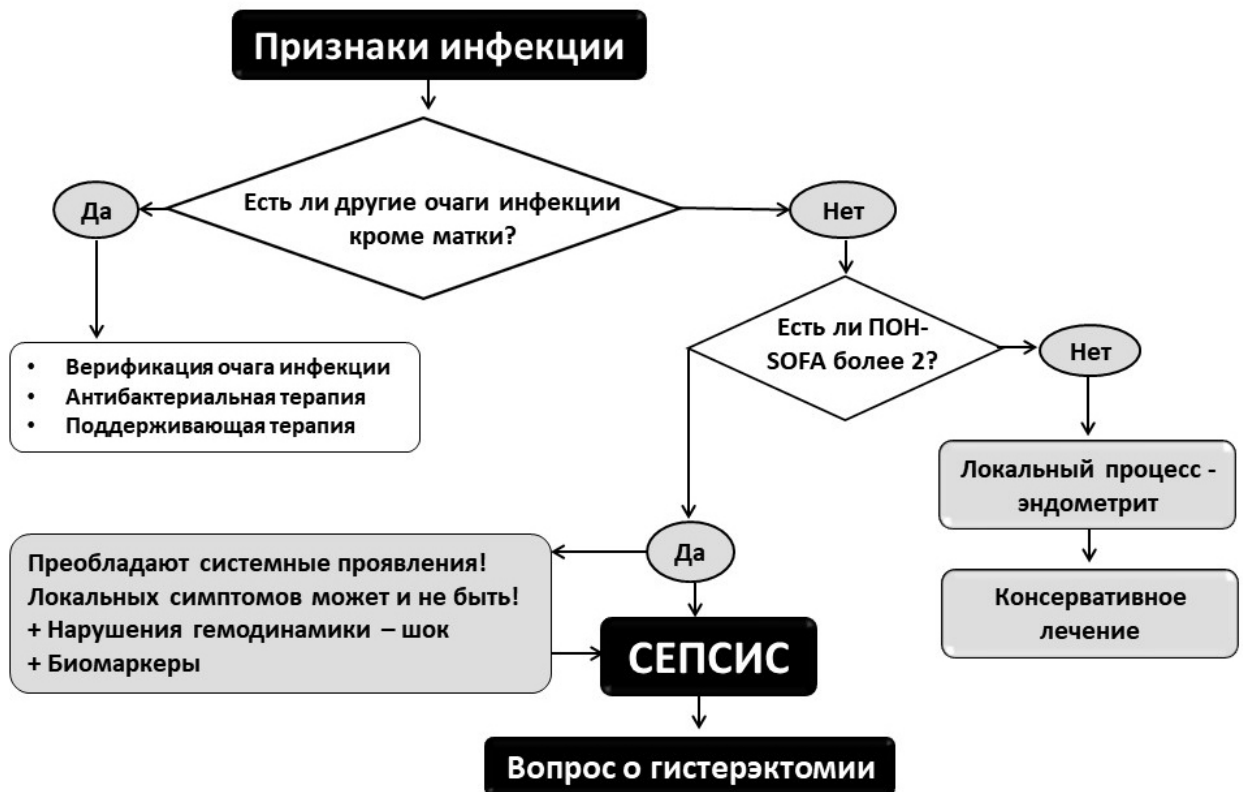 Признаки инфекции
Да
Есть ли другие очаги инфекции
кроме матки?
Нет
Есть ли ПОН-
SOFA более 2?
Нет
• Верификация очага инфекции
• Антибактериальная терапия
• Поддерживающая терапия
Локальный процесс -
эндометрит
Да
Преобладают системные проявления!
Локальных симптомов может и не быть!
+ Нарушения гемодинамики – шок
+ Биомаркеры
Консервативное
лечение
СЕПСИС
Вопрос о гистерэктомии